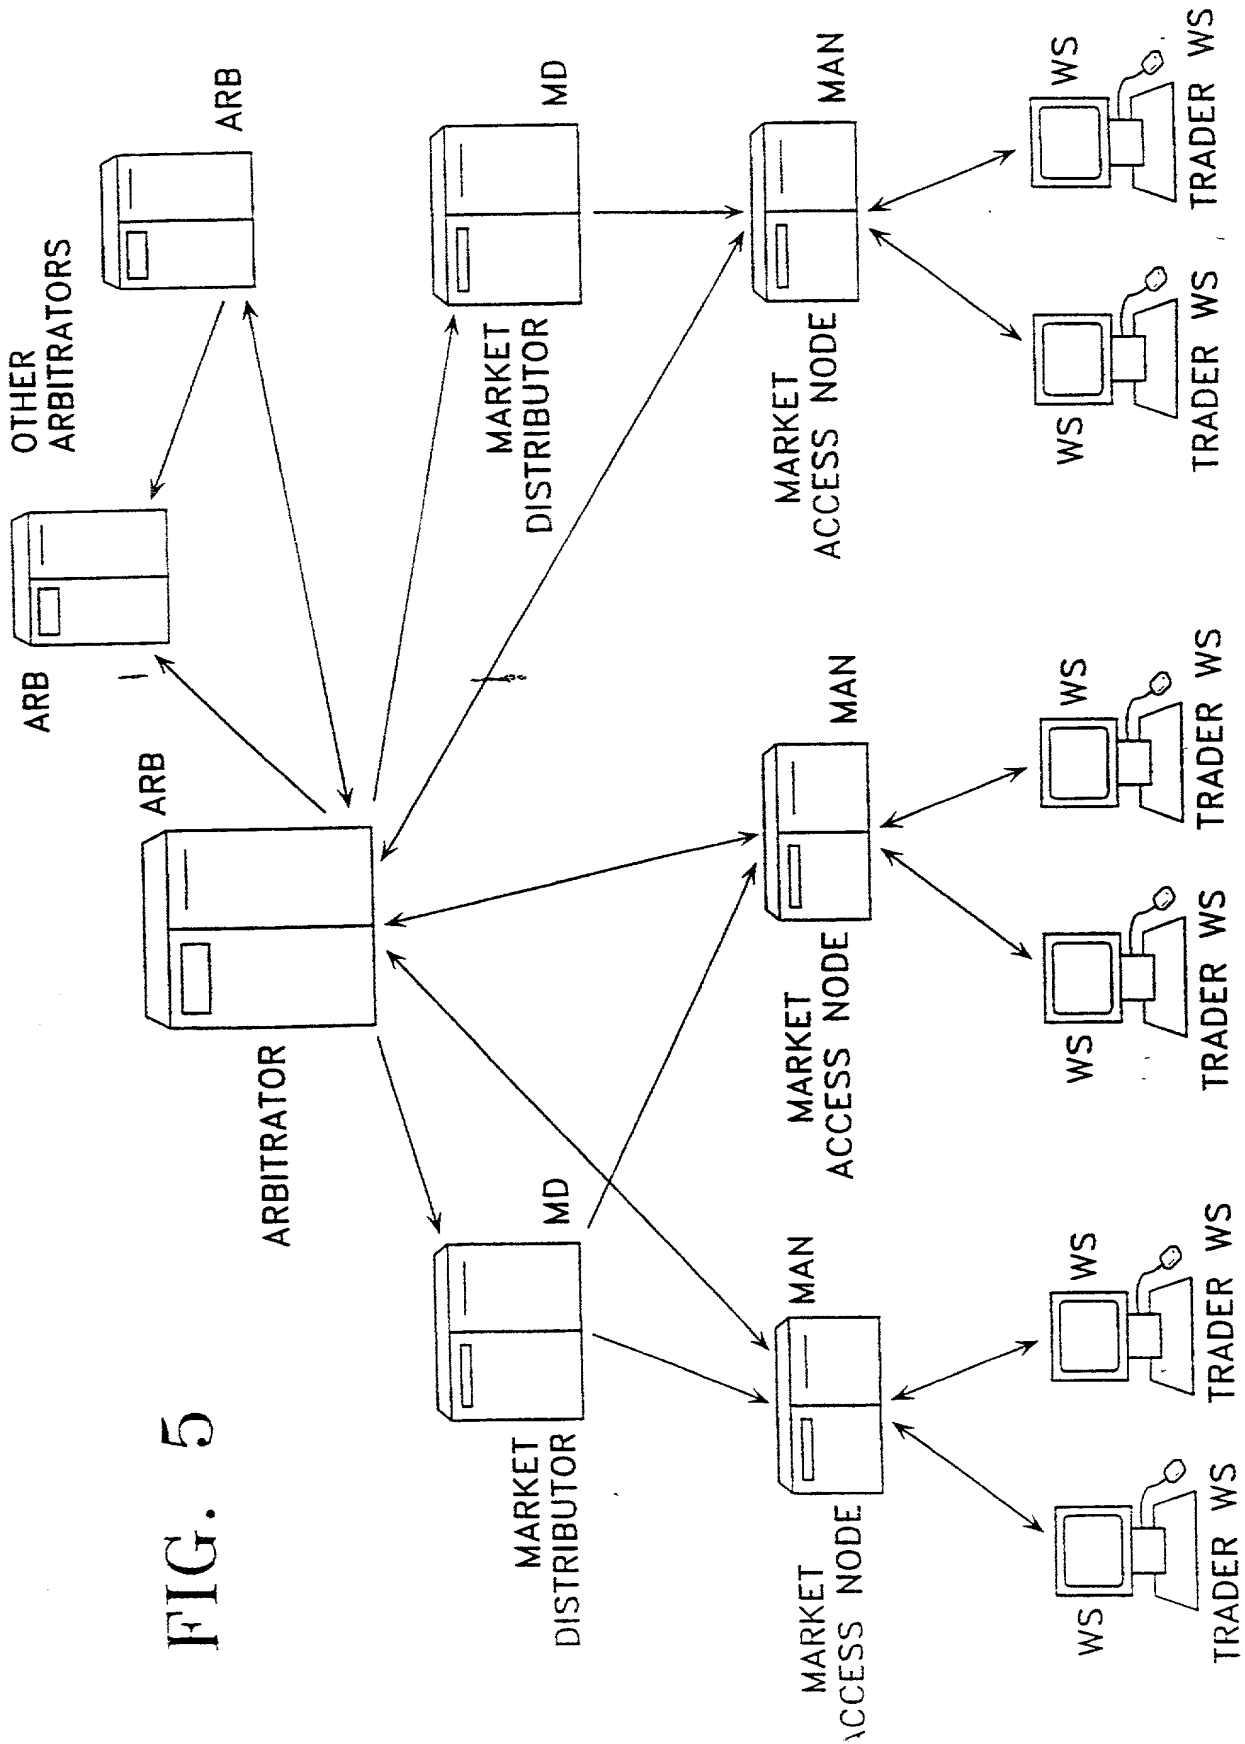 FIG. 5
OTHER
ARBITRATORS
ARB
ARB
ARB
ARBITRATOR
MD
MARKET
DISTRIBUTOR
MD
MARKET
DISTRIBUTOR
MAN
MARKET
ACCESS NODE
MAN
MARKET
ACCESS NODE
MAN
MARKET
ACCESS NODE
WS
TRADER WS
WS
TRADER WS
WS
TRADER WS
WS
TRADER WS
WS
TRADER WS
WS
TRADER WS